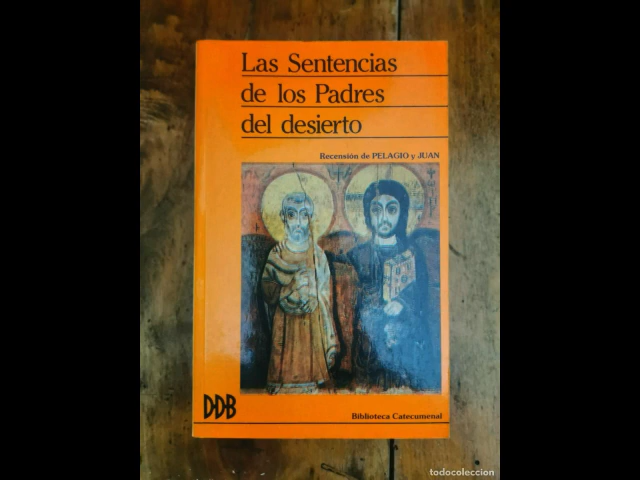 Las Sentencias
de los Padres
del desierto
Recensión de PELAGIO y JUAN
DDB
Biblioteca Catecumenal
todocoleccion